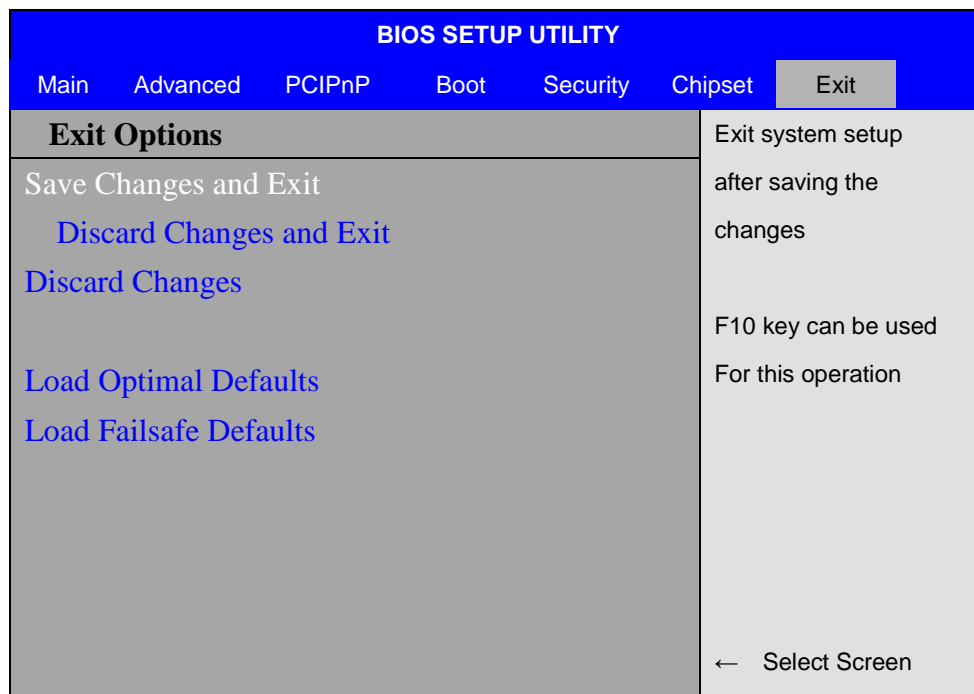 BIOS SETUP UTILITY
Main Advanced PCIPnP Boot Security Chipset Exit
Exit Options
Save Changes and Exit
Discard Changes and Exit
Discard Changes
Load Optimal Defaults
Load Failsafe Defaults
Exit system setup
after saving the
changes
F10 key can be used
For this operation
← Select Screen